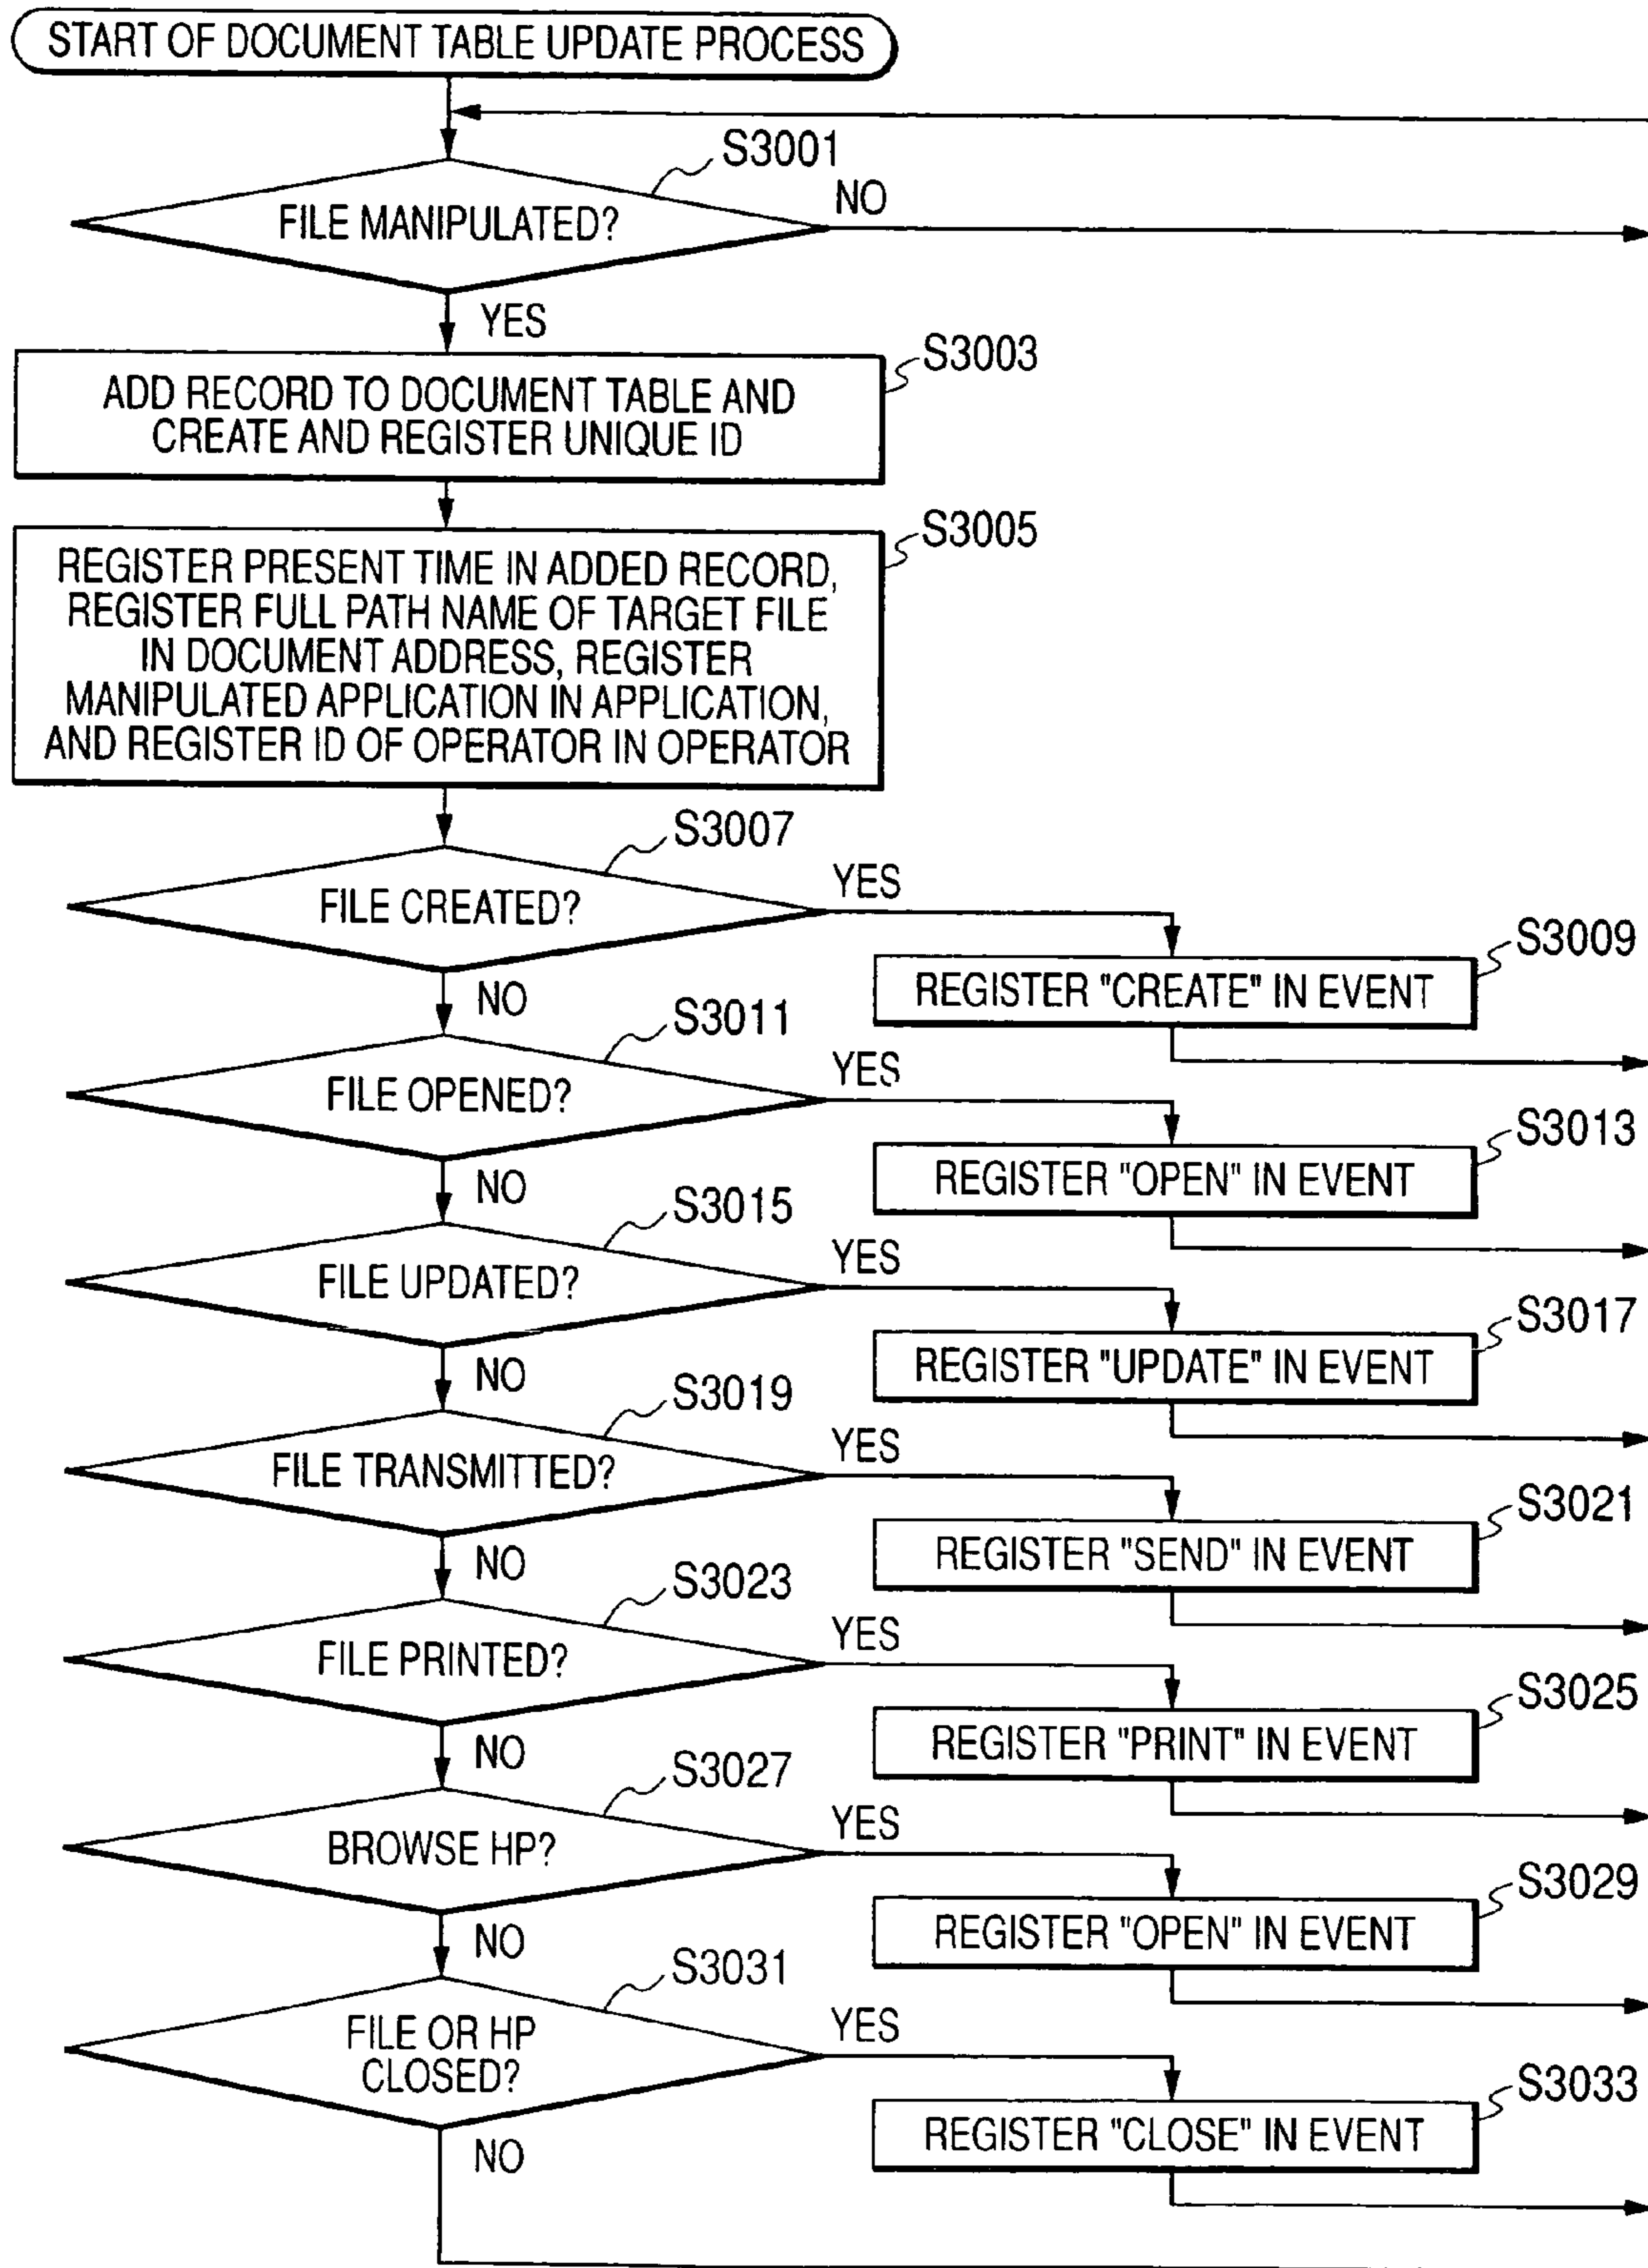 START OF DOCUMENT TABLE UPDATE PROCESS
S3001
FILE MANIPULATED?
NO
YES
S3003
ADD RECORD TO DOCUMENT TABLE AND
CREATE AND REGISTER UNIQUE ID
S3005
REGISTER PRESENT TIME IN ADDED RECORD,
REGISTER FULL PATH NAME OF TARGET FILE
IN DOCUMENT ADDRESS, REGISTER
MANIPULATED APPLICATION IN APPLICATION,
AND REGISTER ID OF OPERATOR IN OPERATOR
S3007
FILE CREATED?
YES
S3009
REGISTER "CREATE" IN EVENT
NO
S3011
FILE OPENED?
YES
S3013
REGISTER "OPEN" IN EVENT
NO
S3015
FILE UPDATED?
YES
S3017
REGISTER "UPDATE" IN EVENT
NO
S3019
FILE TRANSMITTED?
YES
S3021
REGISTER "SEND" IN EVENT
NO
S3023
FILE PRINTED?
YES
S3025
REGISTER "PRINT" IN EVENT
NO
S3027
BROWSE HP?
YES
S3029
REGISTER "OPEN" IN EVENT
NO
S3031
FILE OR HP
CLOSED?
YES
S3033
REGISTER "CLOSE" IN EVENT
NO